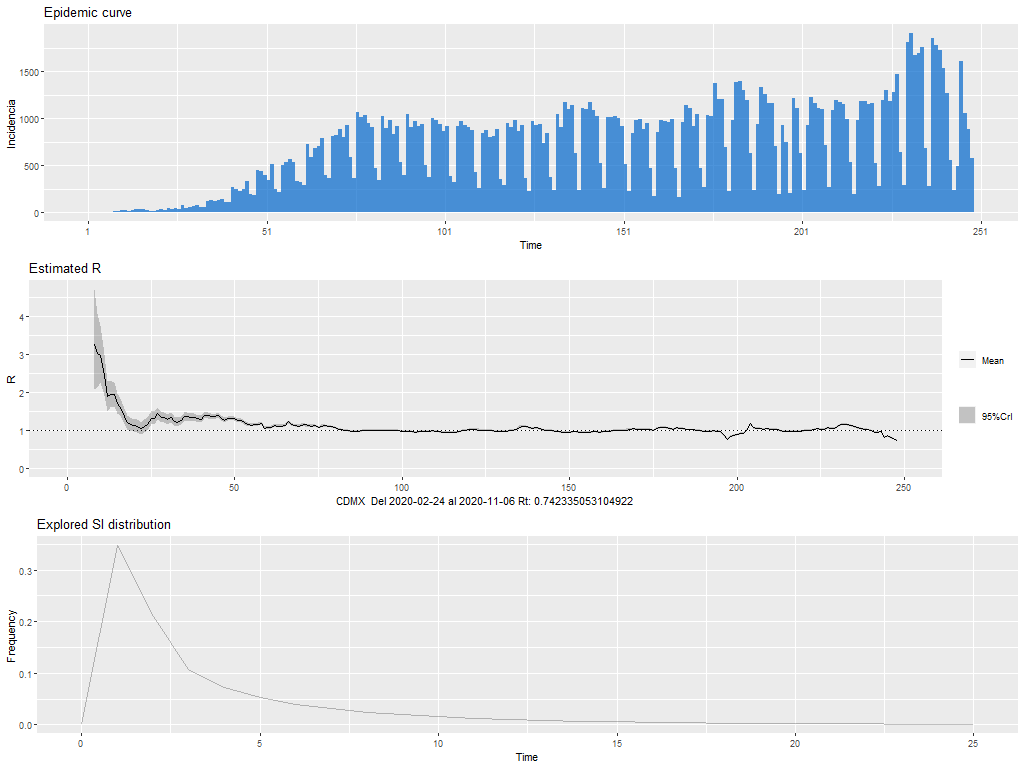 Epidemic curve
1500
1000
500
0
Incidencia
1 51 101 151 201 251
Time
Estimated R
4
3
2
1
0
R
0 50 100 150 200 250
CDMX Del 2020-02-24 al 2020-11-06 Rt: 0.742335053104922
Mean
95%CrI
Explored SI distribution
0.3
0.2
0.1
0.0
Frequency
0 5 10 15 20 25
Time